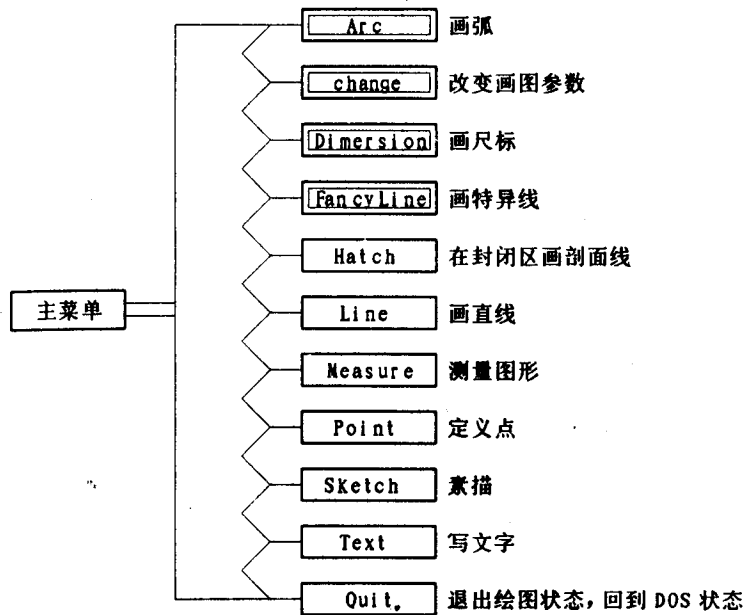 Arc 画弧
change 改变画图参数
Dimersion 画尺标
FancyLine 画特异线
Hatch 在封闭区画剖面线
主菜单
Line 画直线
Measure 测量图形
Point 定义点
SKetch 素描
Text 写文字
Quit. 退出绘图状态，回到 DOS 状态